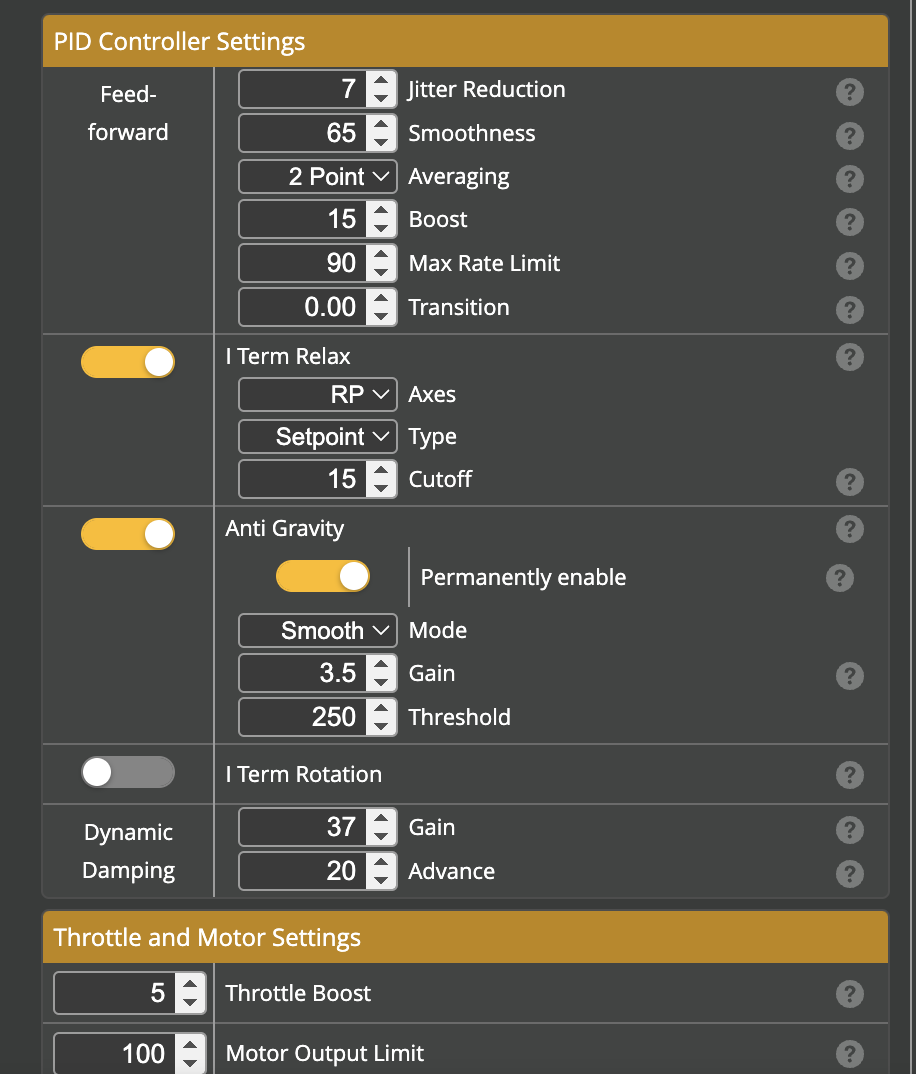 PID Controller Settings
Feed-
forward
7 Jitter Reduction ?
65 Smoothness ?
2 Point Averaging ?
15 Boost ?
90 Max Rate Limit ?
0.00 Transition ?
I Term Relax ?
RP Axes
Setpoint Type
15 Cutoff ?
Anti Gravity ?
Permanently enable ?
Smooth Mode
3.5 Gain ?
250 Threshold
I Term Rotation ?
Dynamic
Damping
37 Gain ?
20 Advance ?
Throttle and Motor Settings
5 Throttle Boost ?
100 Motor Output Limit ?